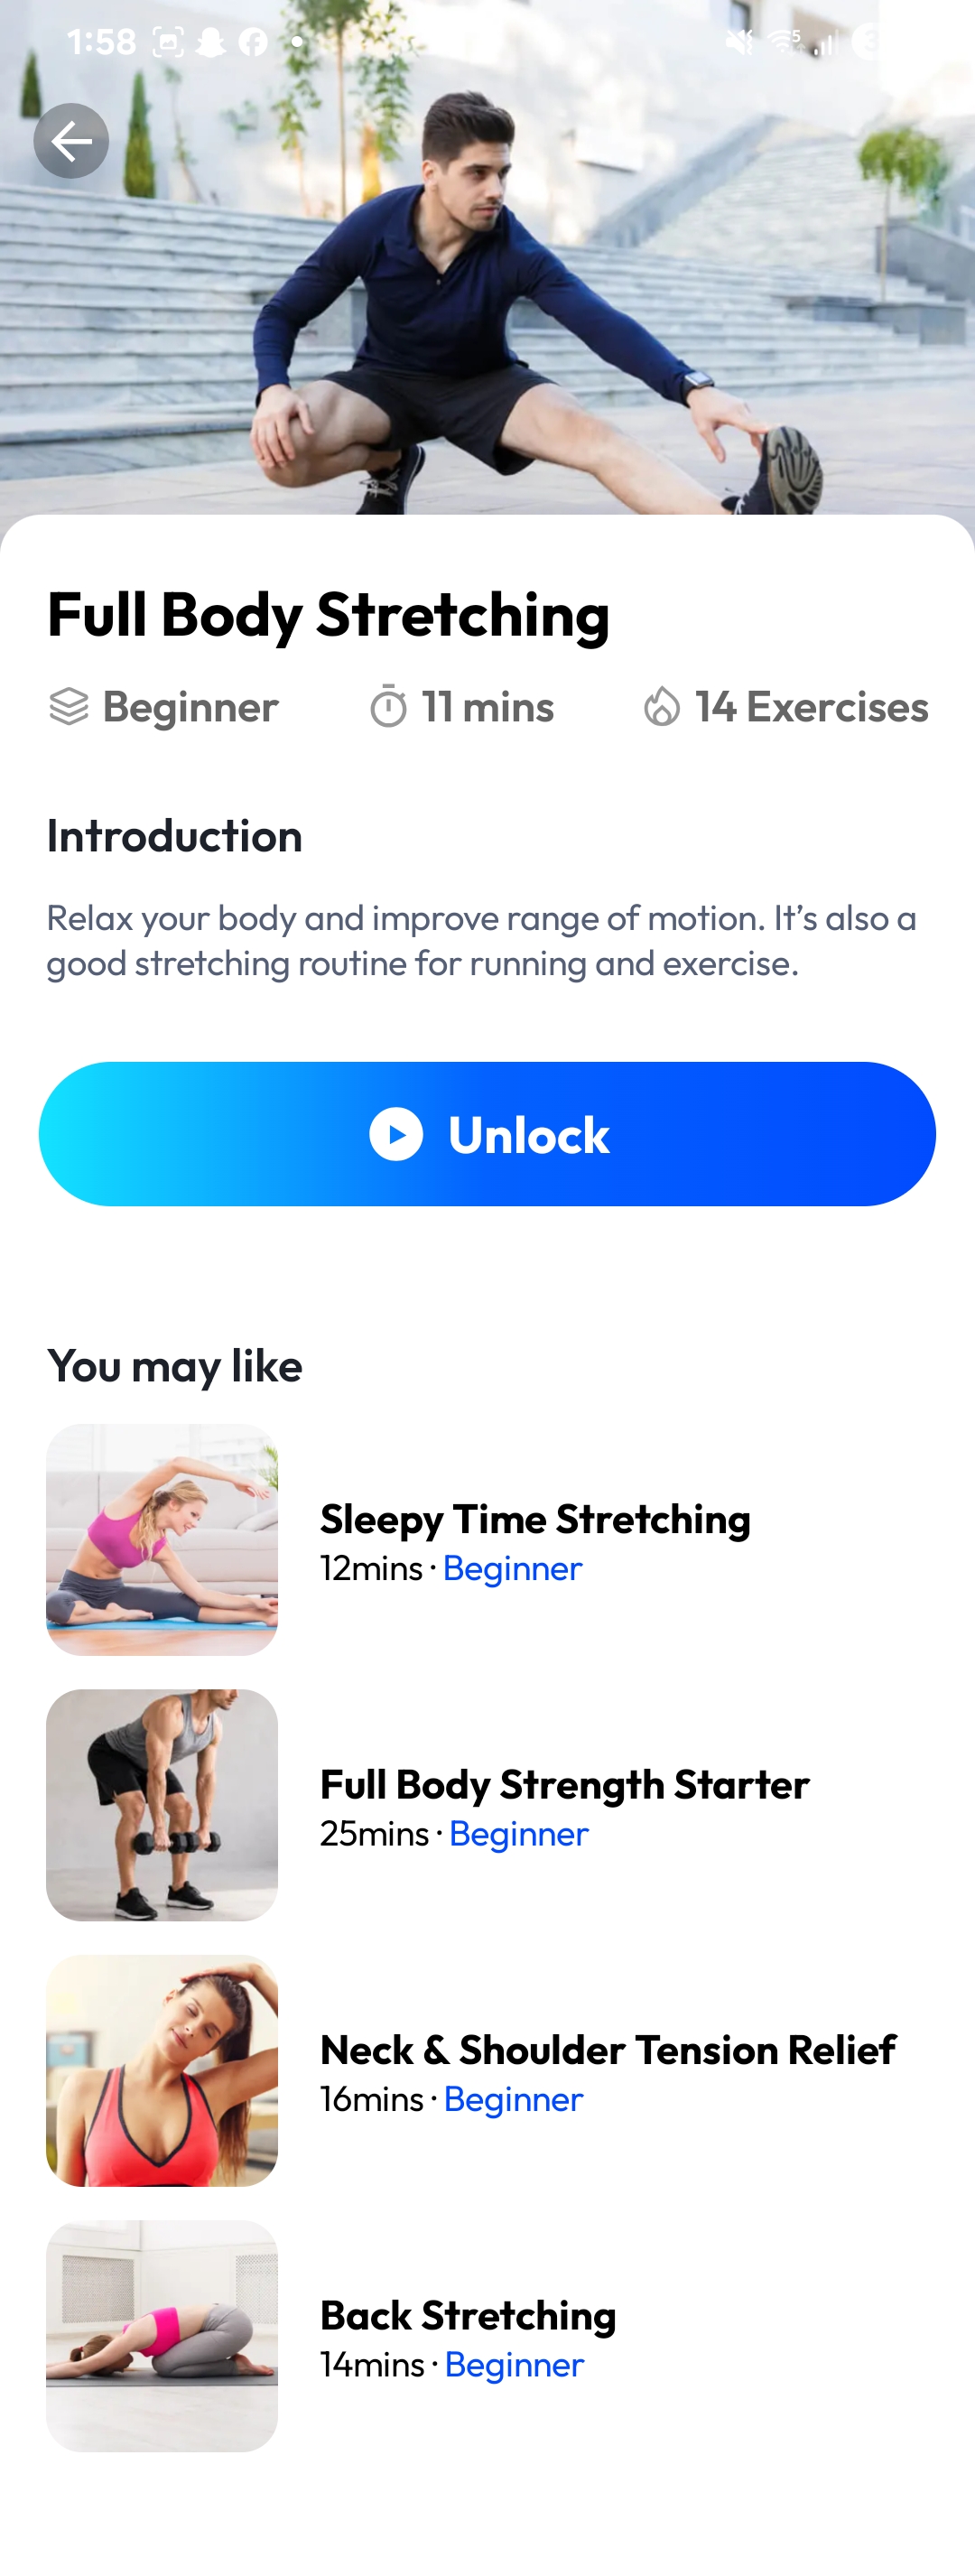 1:58
Full Body Stretching
Beginner 11 mins 14 Exercises
Introduction
Relax your body and improve range of motion. It’s also a
good stretching routine for running and exercise.
Unlock
You may like
Sleepy Time Stretching
12mins · Beginner
Full Body Strength Starter
25mins · Beginner
Neck & Shoulder Tension Relief
16mins · Beginner
Back Stretching
14mins · Beginner